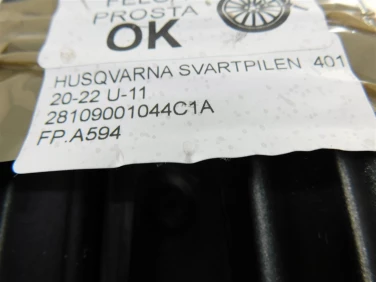 PROSTA
OK
HUSQVARNA SVARTPILEN 401
20-22 U-11
28109001044C1A
FP.A594